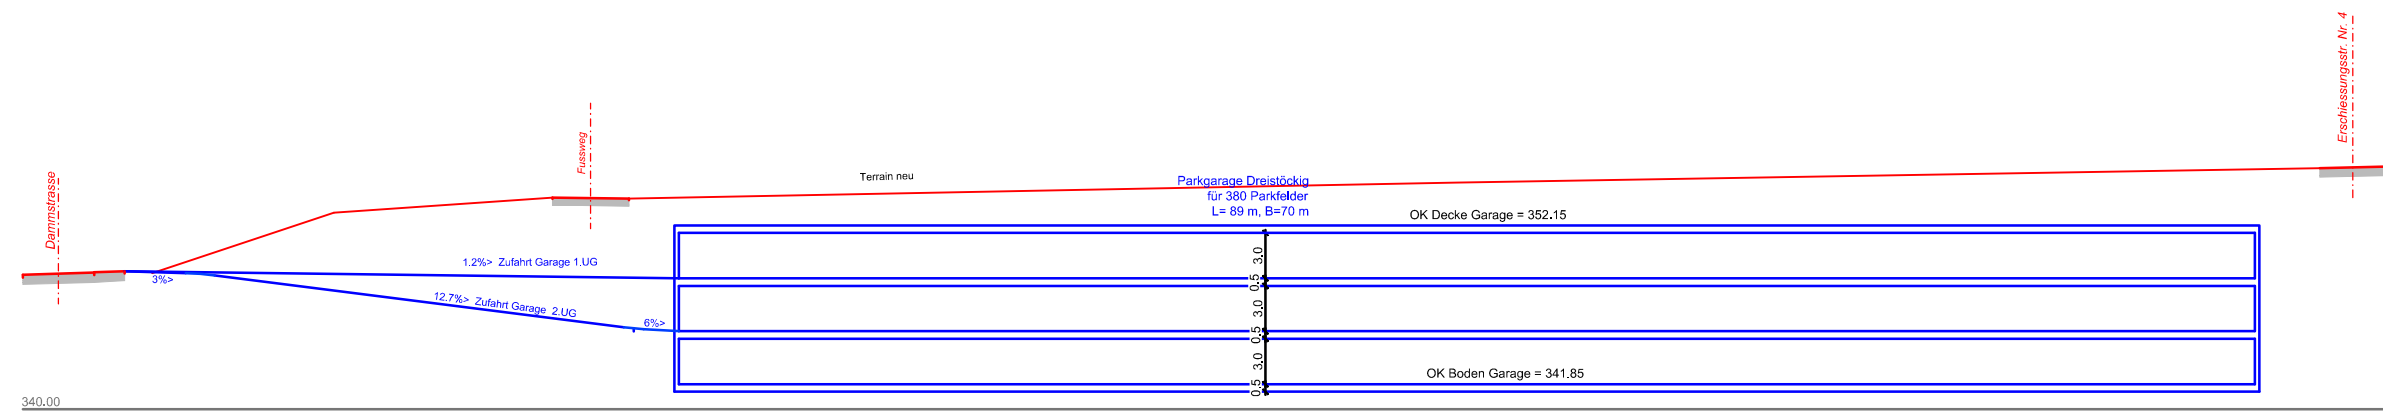 Erschiessungsstr. Nr. 4
Fussweg
Dammstrasse
Terrain neu
Parkgarage Dreistöckig
für 380 Parkfelder
L= 89 m, B=70 m
OK Decke Garage = 352.15
1.2%> Zufahrt Garage 1.UG
3%>
12.7%> Zufahrt Garage 2.UG
6%>
3.0
0.5
3.0
0.5
3.0
0.5
OK Boden Garage = 341.85
340.00